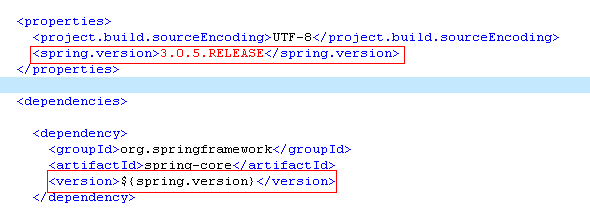 <properties>
<project.build.sourceEncoding>UTF-8</project.build.sourceEncoding>
<spring.version>3.0.5.RELEASE</spring.version>
</properties>
<dependencies>
<dependency>
<groupId>org.springframework</groupId>
<artifactId>spring-core</artifactId>
<version>${spring.version}</version>
</dependency>